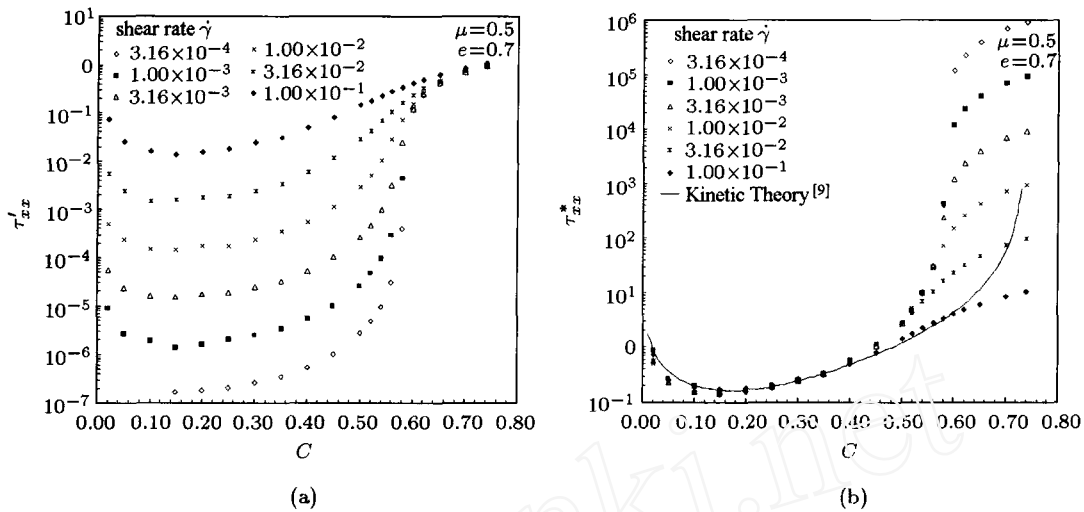 10^1
0
10^-1
10^-2
10^-3
10^-4
10^-5
10^-6
10^-7
τ'xx
shear rate γ̇
μ=0.5
e=0.7
◇ 3.16×10^-4 × 1.00×10^-2
■ 1.00×10^-3 ж 3.16×10^-2
△ 3.16×10^-3 ◆ 1.00×10^-1
0.00 0.10 0.20 0.30 0.40 0.50 0.60 0.70 0.80
C
(a)
10^6
10^5
10^4
10^3
10^2
10^1
0
10^-1
τ*xx
shear rate γ̇
μ=0.5
e=0.7
◇ 3.16×10^-4
■ 1.00×10^-3
△ 3.16×10^-3
× 1.00×10^-2
ж 3.16×10^-2
◆ 1.00×10^-1
— Kinetic Theory [9]
0.00 0.10 0.20 0.30 0.40 0.50 0.60 0.70 0.80
C
(b)
nki.net